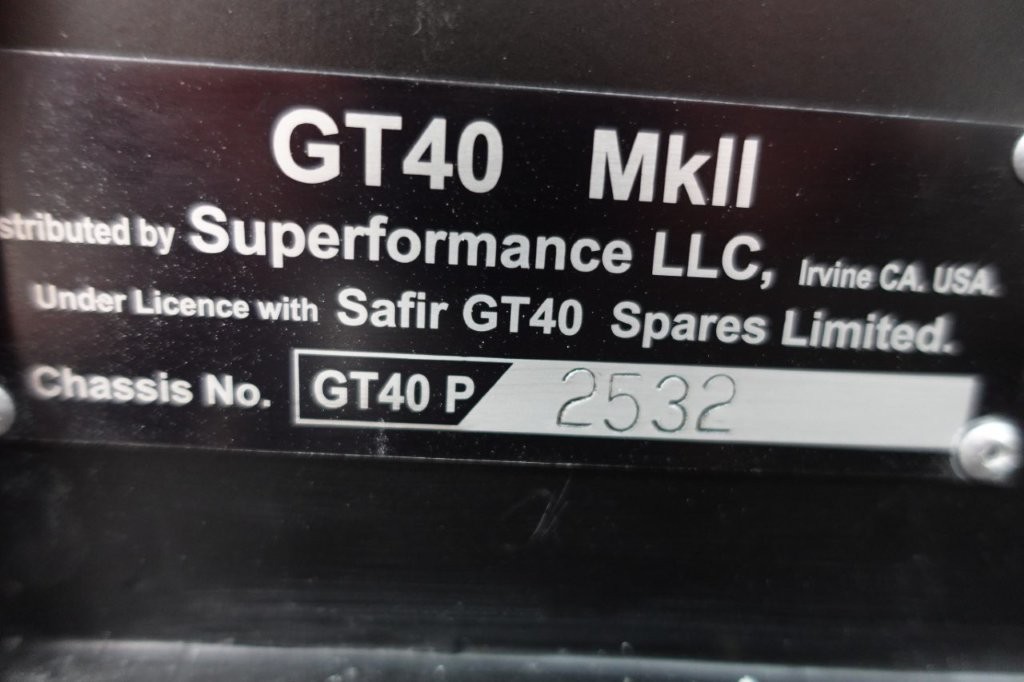 GT40 MkII
stributed by Superformance LLC, Irvine CA. USA.
Under Licence with Safir GT40 Spares Limited.
Chassis No. GT40 P 2532